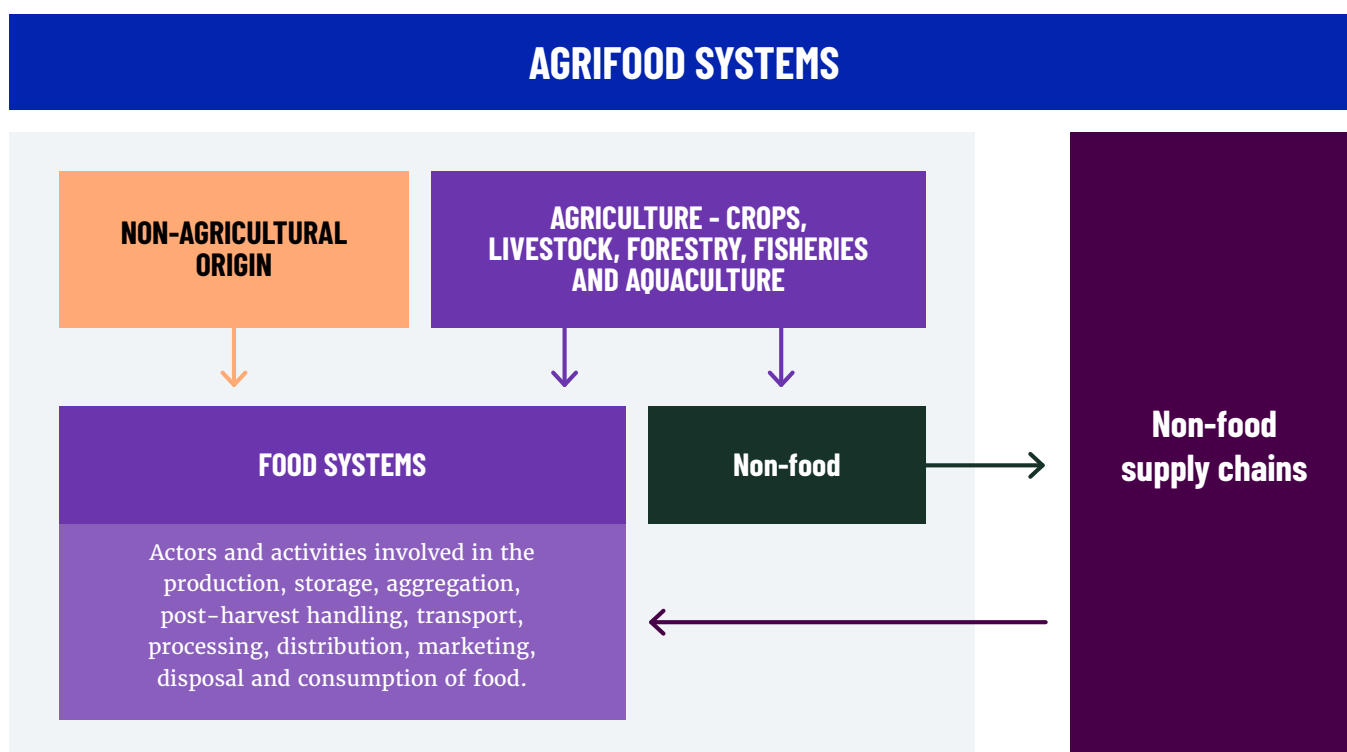 AGRIFOOD SYSTEMS
NON-AGRICULTURAL
ORIGIN
AGRICULTURE - CROPS,
LIVESTOCK, FORESTRY, FISHERIES
AND AQUACULTURE
FOOD SYSTEMS
Actors and activities involved in the
production, storage, aggregation,
post-harvest handling, transport,
processing, distribution, marketing,
disposal and consumption of food.
Non-food
Non-food
supply chains